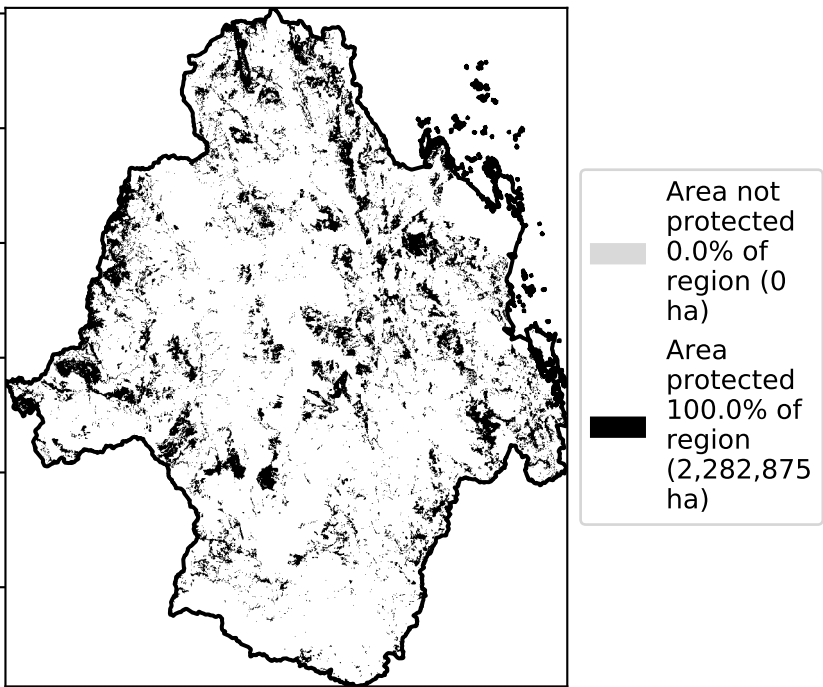 Area not
protected
0.0% of
region (0
ha)
Area
protected
100.0% of
region
(2,282,875
ha)